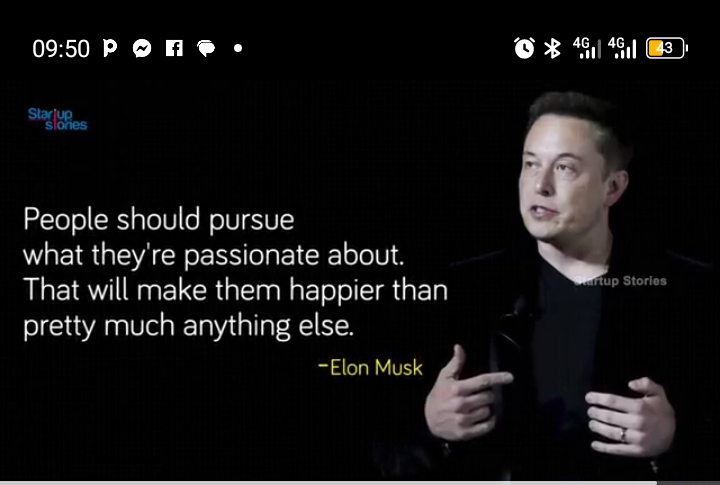 09:50
4G 4G 43
Startup
stories
People should pursue
what they're passionate about.
That will make them happier than
pretty much anything else.
-Elon Musk
Startup Stories